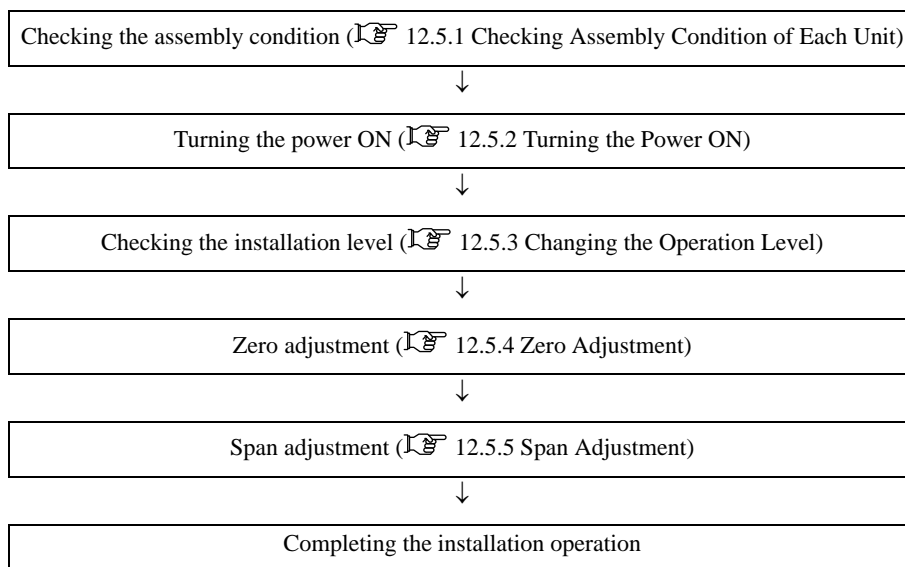 Checking the assembly condition (☞ 12.5.1 Checking Assembly Condition of Each Unit)
↓
Turning the power ON (☞ 12.5.2 Turning the Power ON)
↓
Checking the installation level (☞ 12.5.3 Changing the Operation Level)
↓
Zero adjustment (☞ 12.5.4 Zero Adjustment)
↓
Span adjustment (☞ 12.5.5 Span Adjustment)
↓
Completing the installation operation